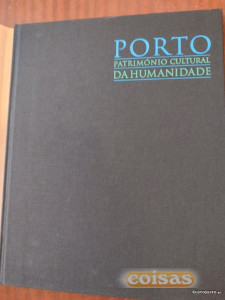 PORTO
PATRIMÓNIO CULTURAL
DA HUMANIDADE
coisas